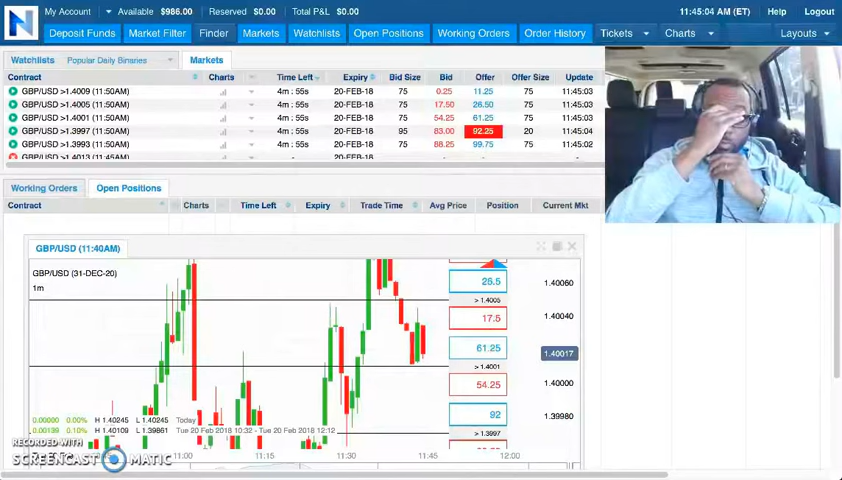 My Account Available $986.00 Reserved $0.00 Total P&L $0.00 11:45:04 AM (ET) Help Logout
Deposit Funds Market Filter Finder Markets Watchlists Open Positions Working Orders Order History Tickets Charts Layouts
Watchlists Popular Daily Binaries Markets
Contract Charts Time Left Expiry Bid Size Bid Offer Offer Size Update
GBP/USD >1.4009 (11:50AM) 4m : 55s 20-FEB-18 75 0.25 11.25 75 11:45:03
GBP/USD >1.4005 (11:50AM) 4m : 55s 20-FEB-18 75 17.50 26.50 75 11:45:03
GBP/USD >1.4001 (11:50AM) 4m : 55s 20-FEB-18 75 54.25 61.25 75 11:45:03
GBP/USD >1.3997 (11:50AM) 4m : 55s 20-FEB-18 95 83.00 92.25 20 11:45:04
GBP/USD >1.3993 (11:50AM) 4m : 55s 20-FEB-18 75 88.25 99.75 75 11:45:02
GBP/USD >1.4013 (11:45AM) - - - - - -
Working Orders Open Positions
Contract Charts Time Left Expiry Trade Time Avg Price Position Current Mkt
GBP/USD (11:40AM)
GBP/USD (31-DEC-20)
1m
26.5 1.40060
> 1.4005
17.5 1.40040
61.25 1.40017
> 1.4001
54.25 1.40000
92 1.39980
0.00000 0.00% H 1.40245 L 1.40245 Today
0.00139 0.10% H 1.40109 L 1.39861 Tue 20 Feb 2018 10:32 - Tue 20 Feb 2018 12:12
> 1.3997
RECORDED WITH
SCREENCAST MATIC
11:00 11:15 11:30 11:45 12:00